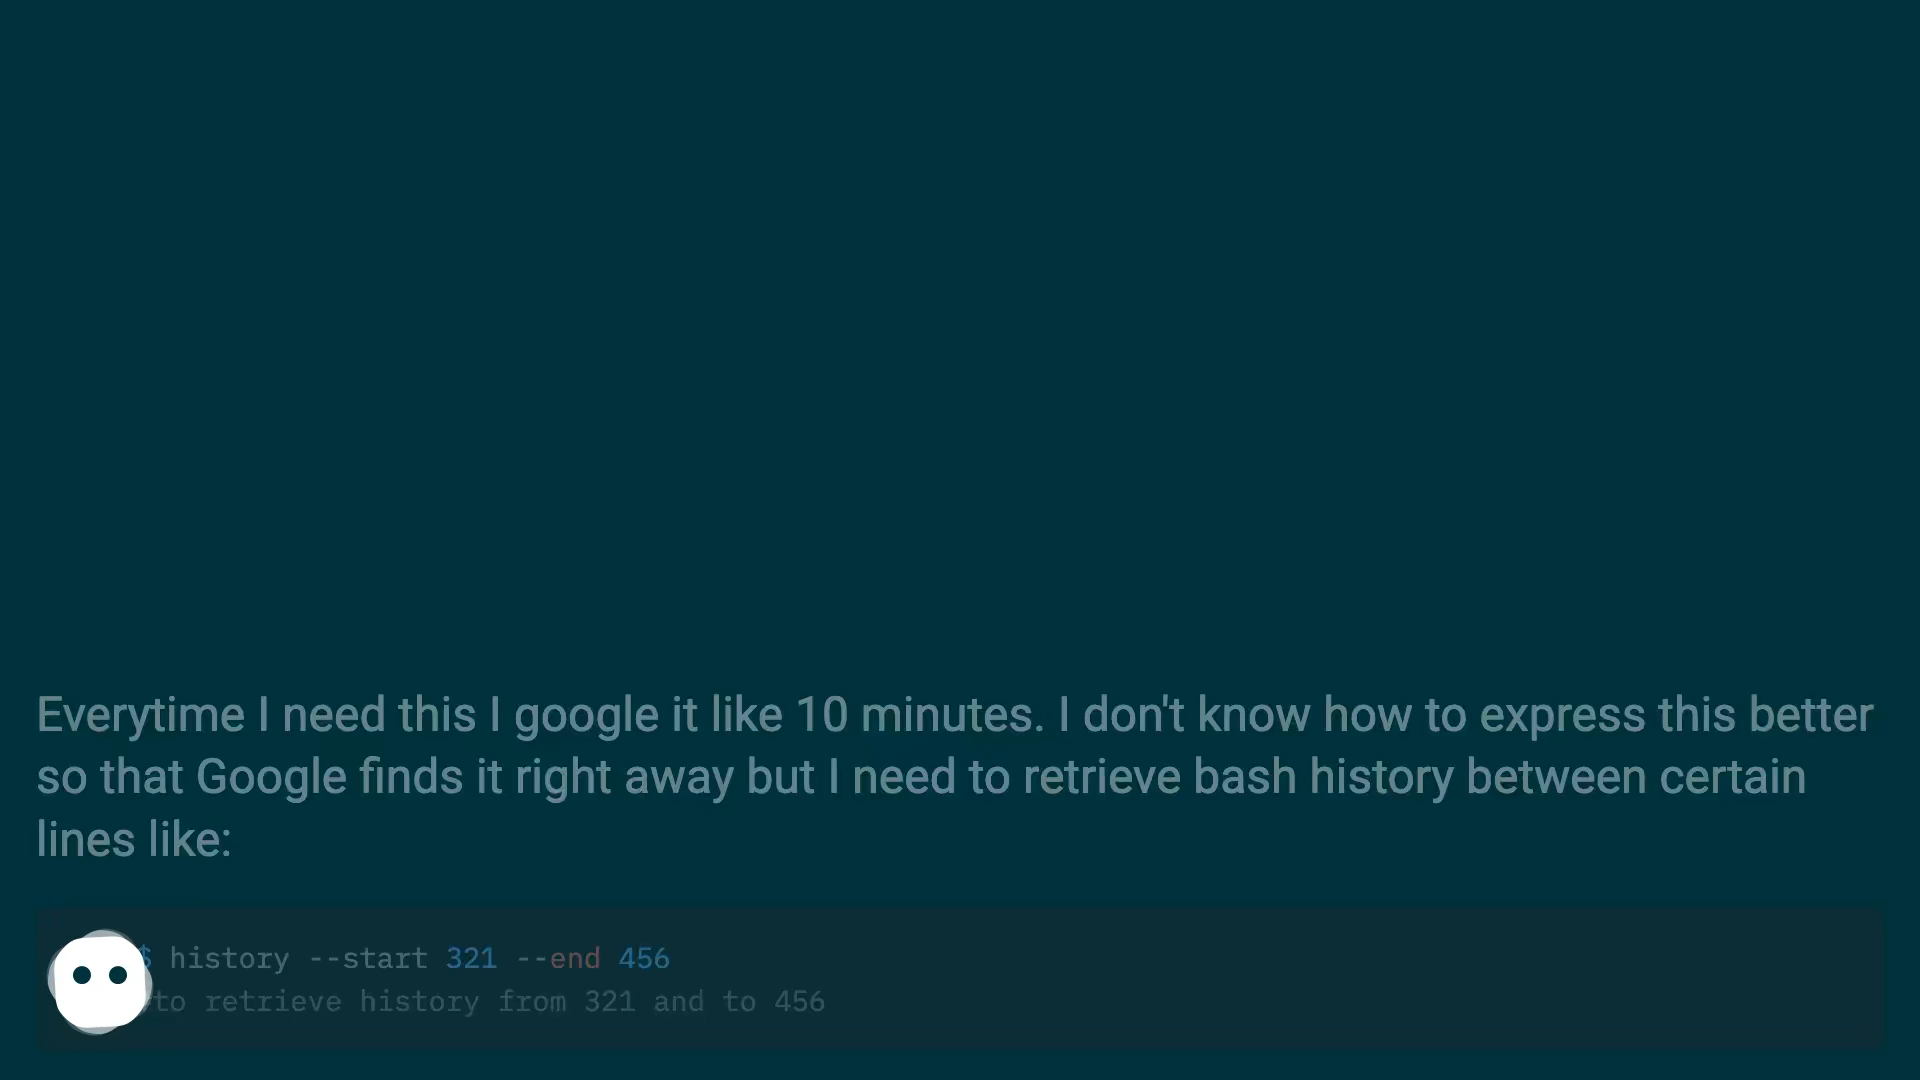 Everytime I need this I google it like 10 minutes. I don't know how to express this better
so that Google finds it right away but I need to retrieve bash history between certain
lines like:
$ history --start 321 --end 456
to retrieve history from 321 and to 456